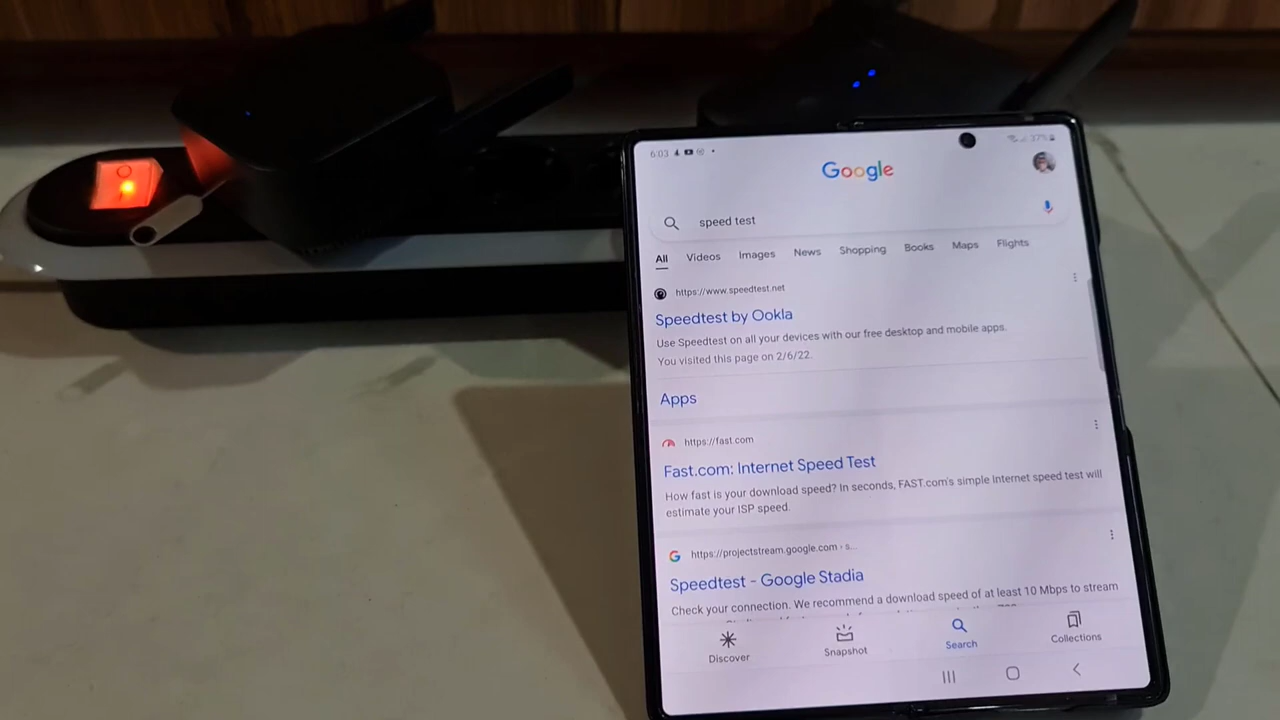 6:03
37%
Google
speed test
All Videos Images News Shopping Books Maps Flights
https://www.speedtest.net
Speedtest by Ookla
Use Speedtest on all your devices with our free desktop and mobile apps.
You visited this page on 2/6/22.
Apps
https://fast.com
Fast.com: Internet Speed Test
How fast is your download speed? In seconds, FAST.com's simple Internet speed test will
estimate your ISP speed.
https://projectstream.google.com › s...
Speedtest - Google Stadia
Check your connection. We recommend a download speed of at least 10 Mbps to stream
Discover Snapshot Search Collections